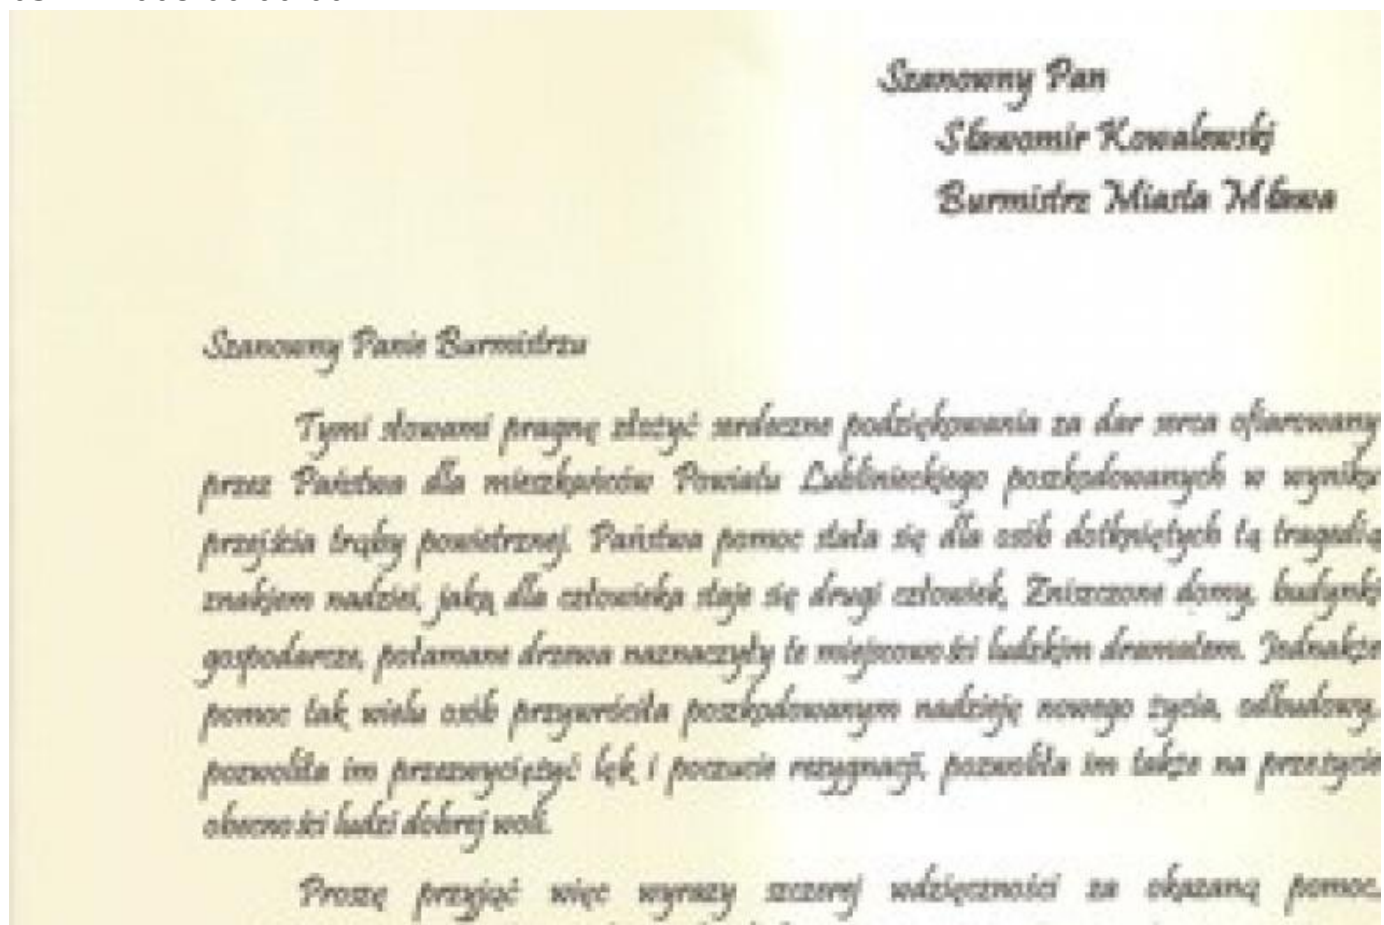 Szanowny Pan
Sławomir Kowalewski
Burmistrz Miasta Mława
Szanowny Panie Burmistrzu
Tymi słowami pragnę złożyć serdeczne podziękowania za dar serca ofiarowany
przez Państwa dla mieszkańców Powiatu Lublinieckiego poszkodowanych w wyniku
przejścia trąby powietrznej. Państwa pomoc stała się dla osób dotkniętych tą tragedią
znakiem nadziei, jaką dla człowieka staje się drugi człowiek. Zniszczone domy, budynki
gospodarcze, połamane drzewa naznaczyły te miejscowości ludzkim dramatem. Jednakże
pomoc tak wielu osób przywróciła poszkodowanym nadzieję nowego życia, odbudowy,
pozwoliła im przezwyciężyć lęk i poczucie rezygnacji, pozwoliła im także na przeżycie
obecności ludzi dobrej woli.
Proszę przyjąć więc wyrazy szczerej wdzięczności za okazaną pomoc.